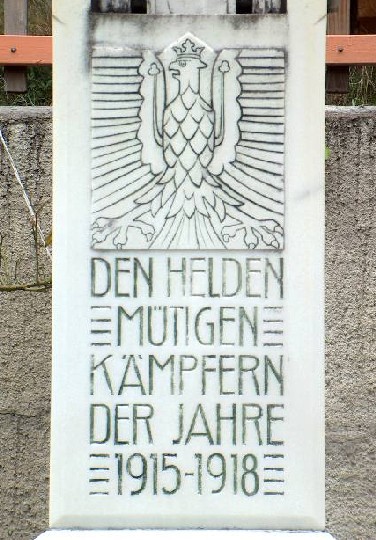 DEN HELDEN
MÜTIGEN
KÄMPFERN
DER JAHRE
1915-1918